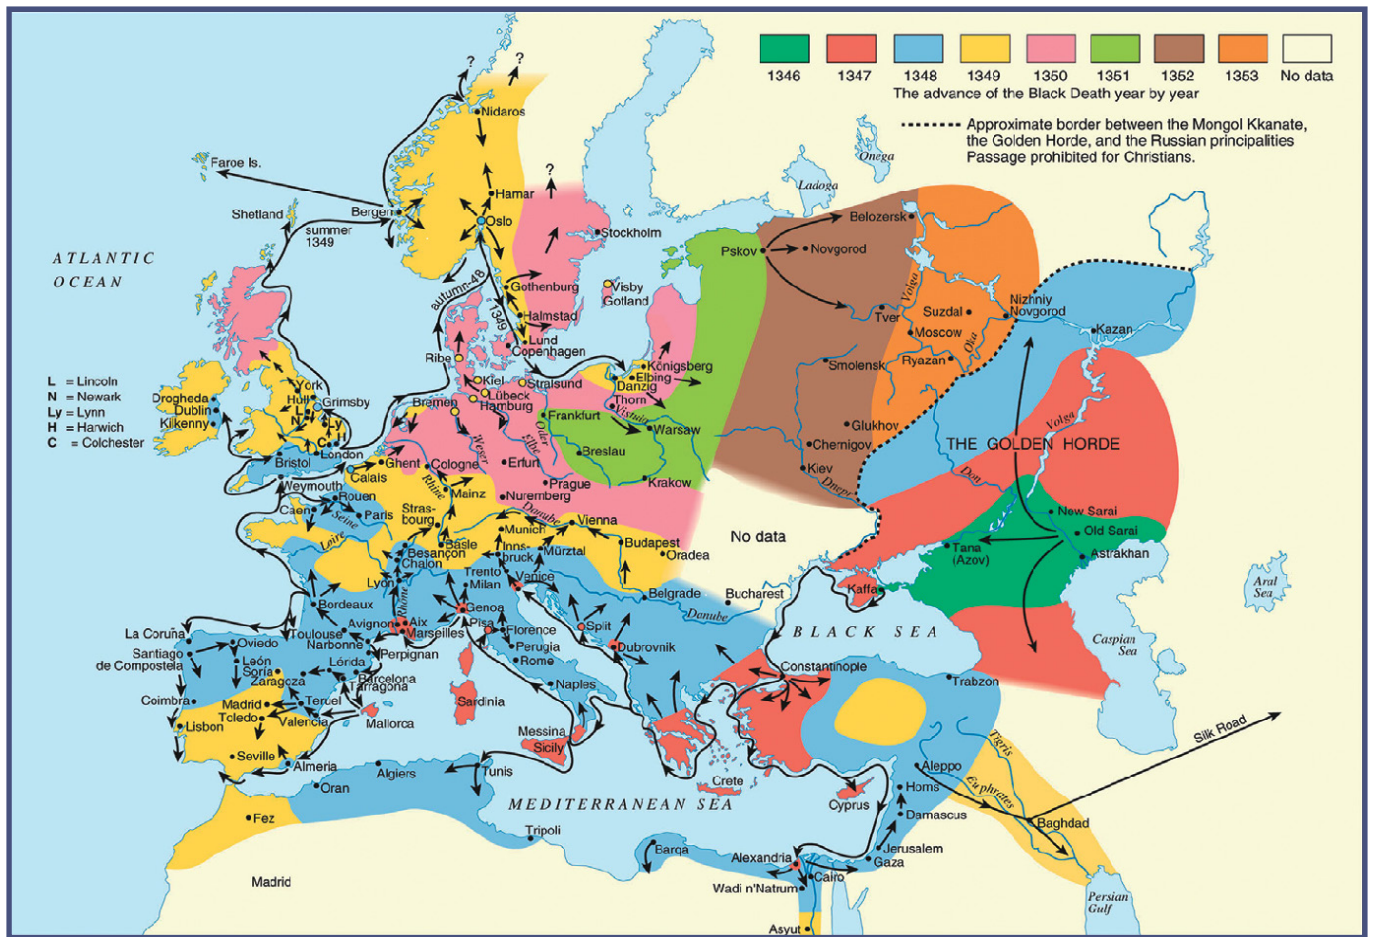 1346 1347 1348 1349 1350 1351 1352 1353 No data
The advance of the Black Death year by year
Approximate border between the Mongol Kkanate,
the Golden Horde, and the Russian principalities
Passage prohibited for Christians.
?
?
Nidaros
Onega
Faroe Is.
Ladoga
?
Hamar
Shetland
Bergen
Oslo
Belozersk
summer
1349
Stockholm
Pskov
Novgorod
ATLANTIC
OCEAN
autumn-48
Gothenburg
Visby
Gotland
Volga
Nizhniy
Novgorod
1349
Halmstad
Tver
Suzdal
Moscow
Kazan
Lund
Copenhagen
Oka
Ribe
Smolensk
Ryazan
Königsberg
Elbing
Danzig
L = Lincoln
N = Newark
Ly = Lynn
H = Harwich
C = Colchester
York
Hull
Grimsby
L
N
Ly
H
C
Drogheda
Dublin
Kilkenny
Kiel
Stralsund
Lübeck
Hamburg
Bremen
Thorn
Vistula
Frankfurt
Warsaw
Glukhov
Volga
THE GOLDEN HORDE
Chernigov
London
Bristol
Weser
Elbe
Oder
Breslau
Kiev
Don
Ghent
Cologne
Erfurt
Calais
Weymouth
Rhine
Prague
Krakow
Dnepr
Rouen
Mainz
Nuremberg
Caen
Paris
Seine
Stras-
bourg
Danube
Vienna
New Sarai
Old Sarai
No data
Loire
Munich
Basle
Besançon
Chalon
Inns-
bruck
Mürztal
Budapest
Oradea
Tana
(Azov)
Astrakhan
Lyon
Trento
Milan
Venice
Belgrade
Bucharest
Kaffa
Aral
Sea
Rhône
Bordeaux
Genoa
Danube
Avignon
Aix
Marseilles
Pisa
Florence
Split
BLACK SEA
Caspian
Sea
La Coruña
Oviedo
Toulouse
Narbonne
Perugia
Dubrovnik
Santiago
de Compostela
León
Soria
Lérida
Perpignan
Rome
Constantinople
Zaragoza
Barcelona
Tarragona
Naples
Trabzon
Coimbra
Madrid
Teruel
Sardinia
Toledo
Valencia
Mallorca
Lisbon
Messina
Sicily
Silk Road
Seville
Almeria
Tigris
Algiers
Tunis
Aleppo
Crete
Euphrates
Oran
Homs
MEDITERRANEAN SEA
Cyprus
Fez
Damascus
Baghdad
Tripoli
Barqa
Jerusalem
Alexandria
Gaza
Cairo
Madrid
Wadi n'Natrum
Persian
Gulf
Asyut